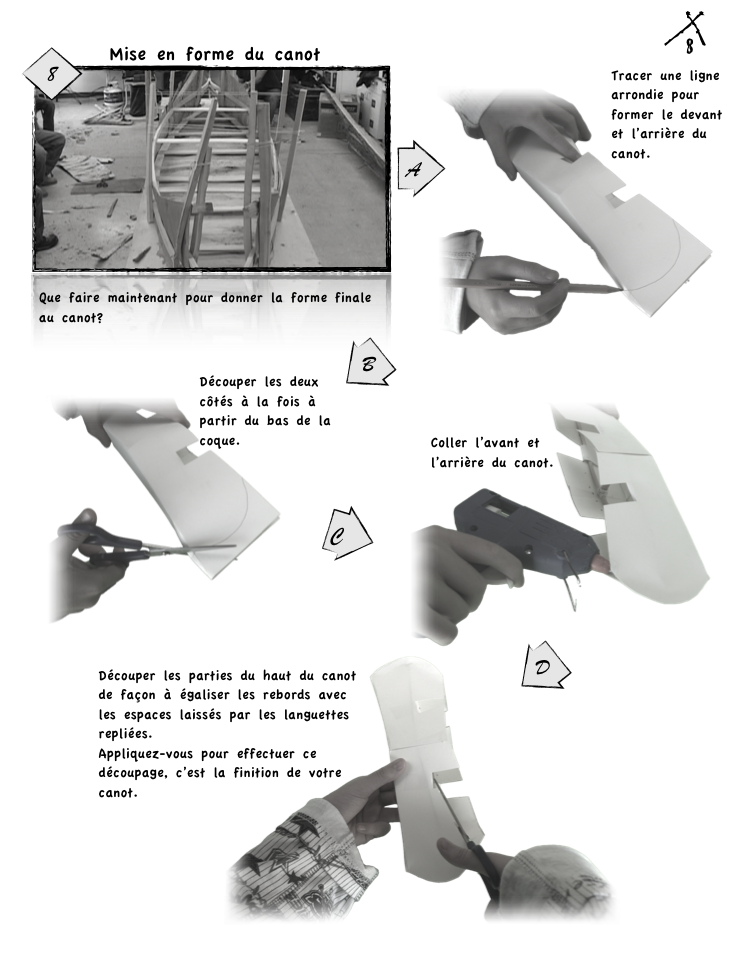 Mise en forme du canot
8
8
Tracer une ligne
arrondie pour
former le devant
et l'arrière du
canot.
A
Que faire maintenant pour donner la forme finale
au canot?
B
Découper les deux
côtés à la fois à
partir du bas de la
coque.
Coller l'avant et
l'arrière du canot.
C
D
Découper les parties du haut du canot
de façon à égaliser les rebords avec
les espaces laissés par les languettes
repliées.
Appliquez-vous pour effectuer ce
découpage, c'est la finition de votre
canot.